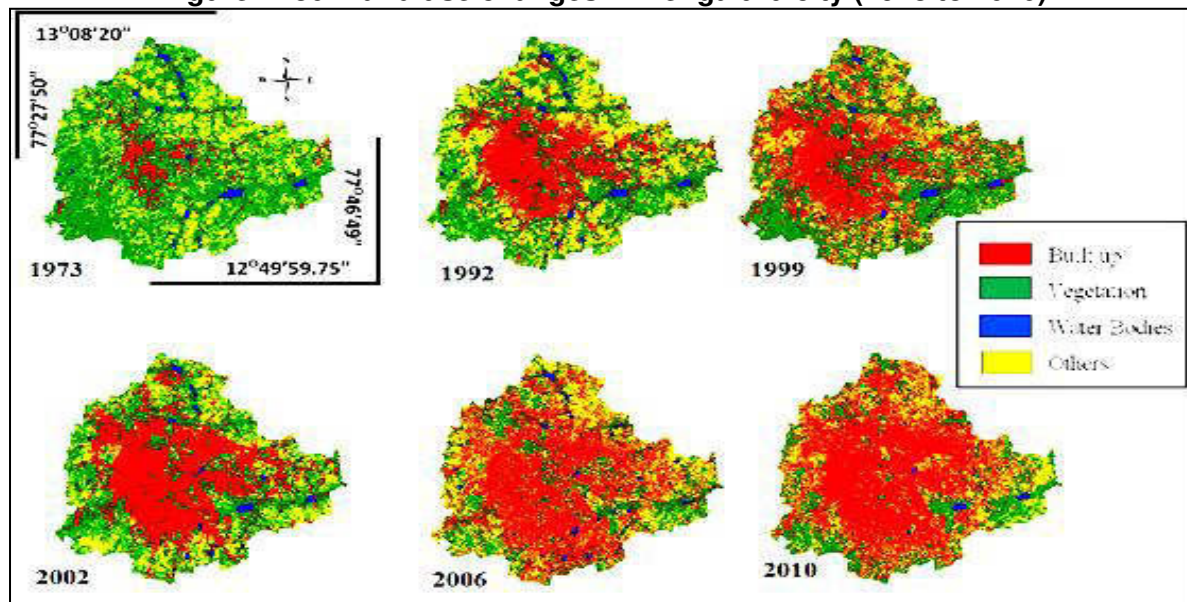 13°08'20"
77°27'50"
77°46'49"
12°49'59.75"
1973
1992
1999
Built up
Vegetation
Water Bodies
Others
2002
2006
2010